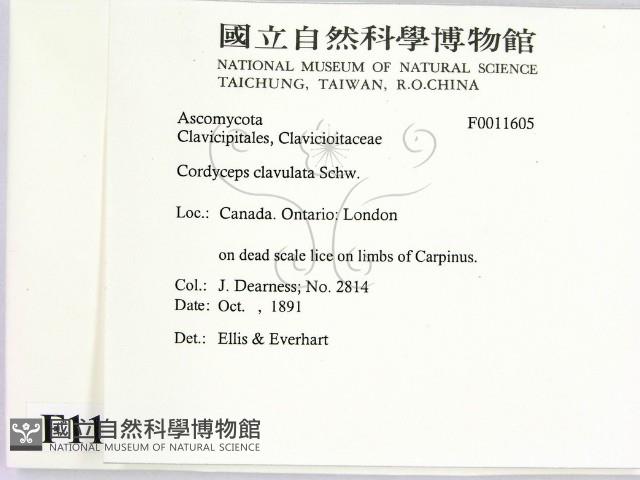 國立自然科學博物館
NATIONAL MUSEUM OF NATURAL SCIENCE
TAICHUNG, TAIWAN, R.O.CHINA
Ascomycota F0011605
Clavicipitales, Clavicioitaceae
Cordyceps clavulata Schw.
Loc.: Canada. Ontario: London
on dead scale lice on limbs of Carpinus.
Col.: J. Dearness; No. 2814
Date: Oct. , 1891
Det.: Ellis & Everhart
F11
國立自然科學博物館
NATIONAL MUSEUM OF NATURAL SCIENCE